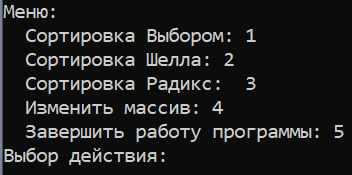 Меню:
Сортировка Выбором: 1
Сортировка Шелла: 2
Сортировка Радикс:  3
Изменить массив: 4
Завершить работу программы: 5
Выбор действия: